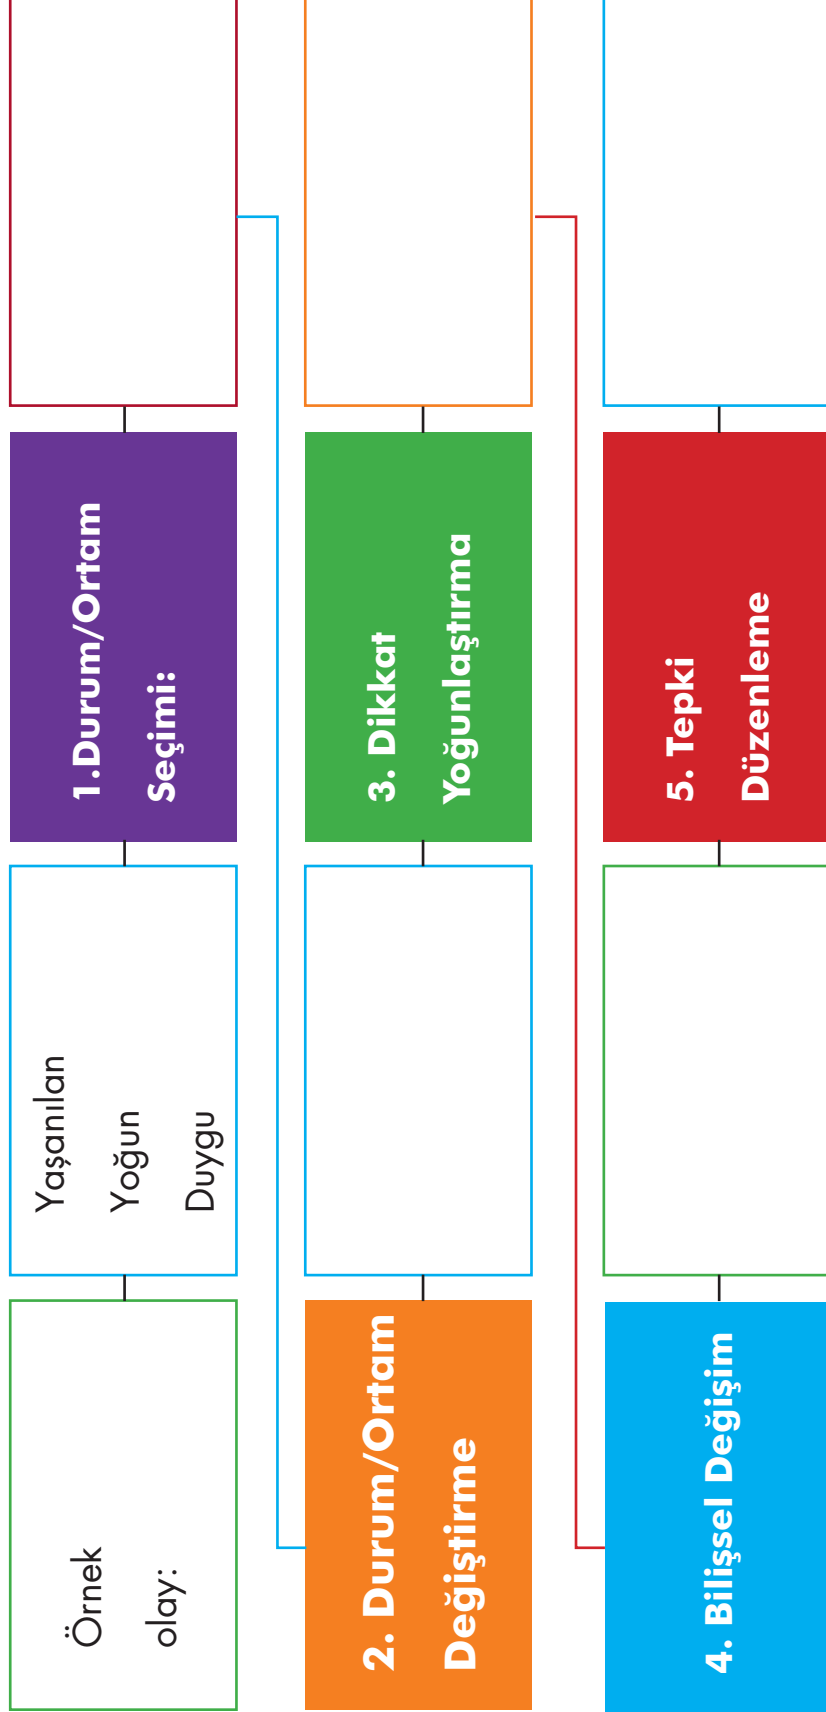 Örnek
olay:
Yaşanılan
Yoğun
Duygu
1.Durum/Ortam
Seçimi:
2. Durum/Ortam
Değiştirme
3. Dikkat
Yoğunlaştırma
4. Bilişsel Değişim
5. Tepki
Düzenleme